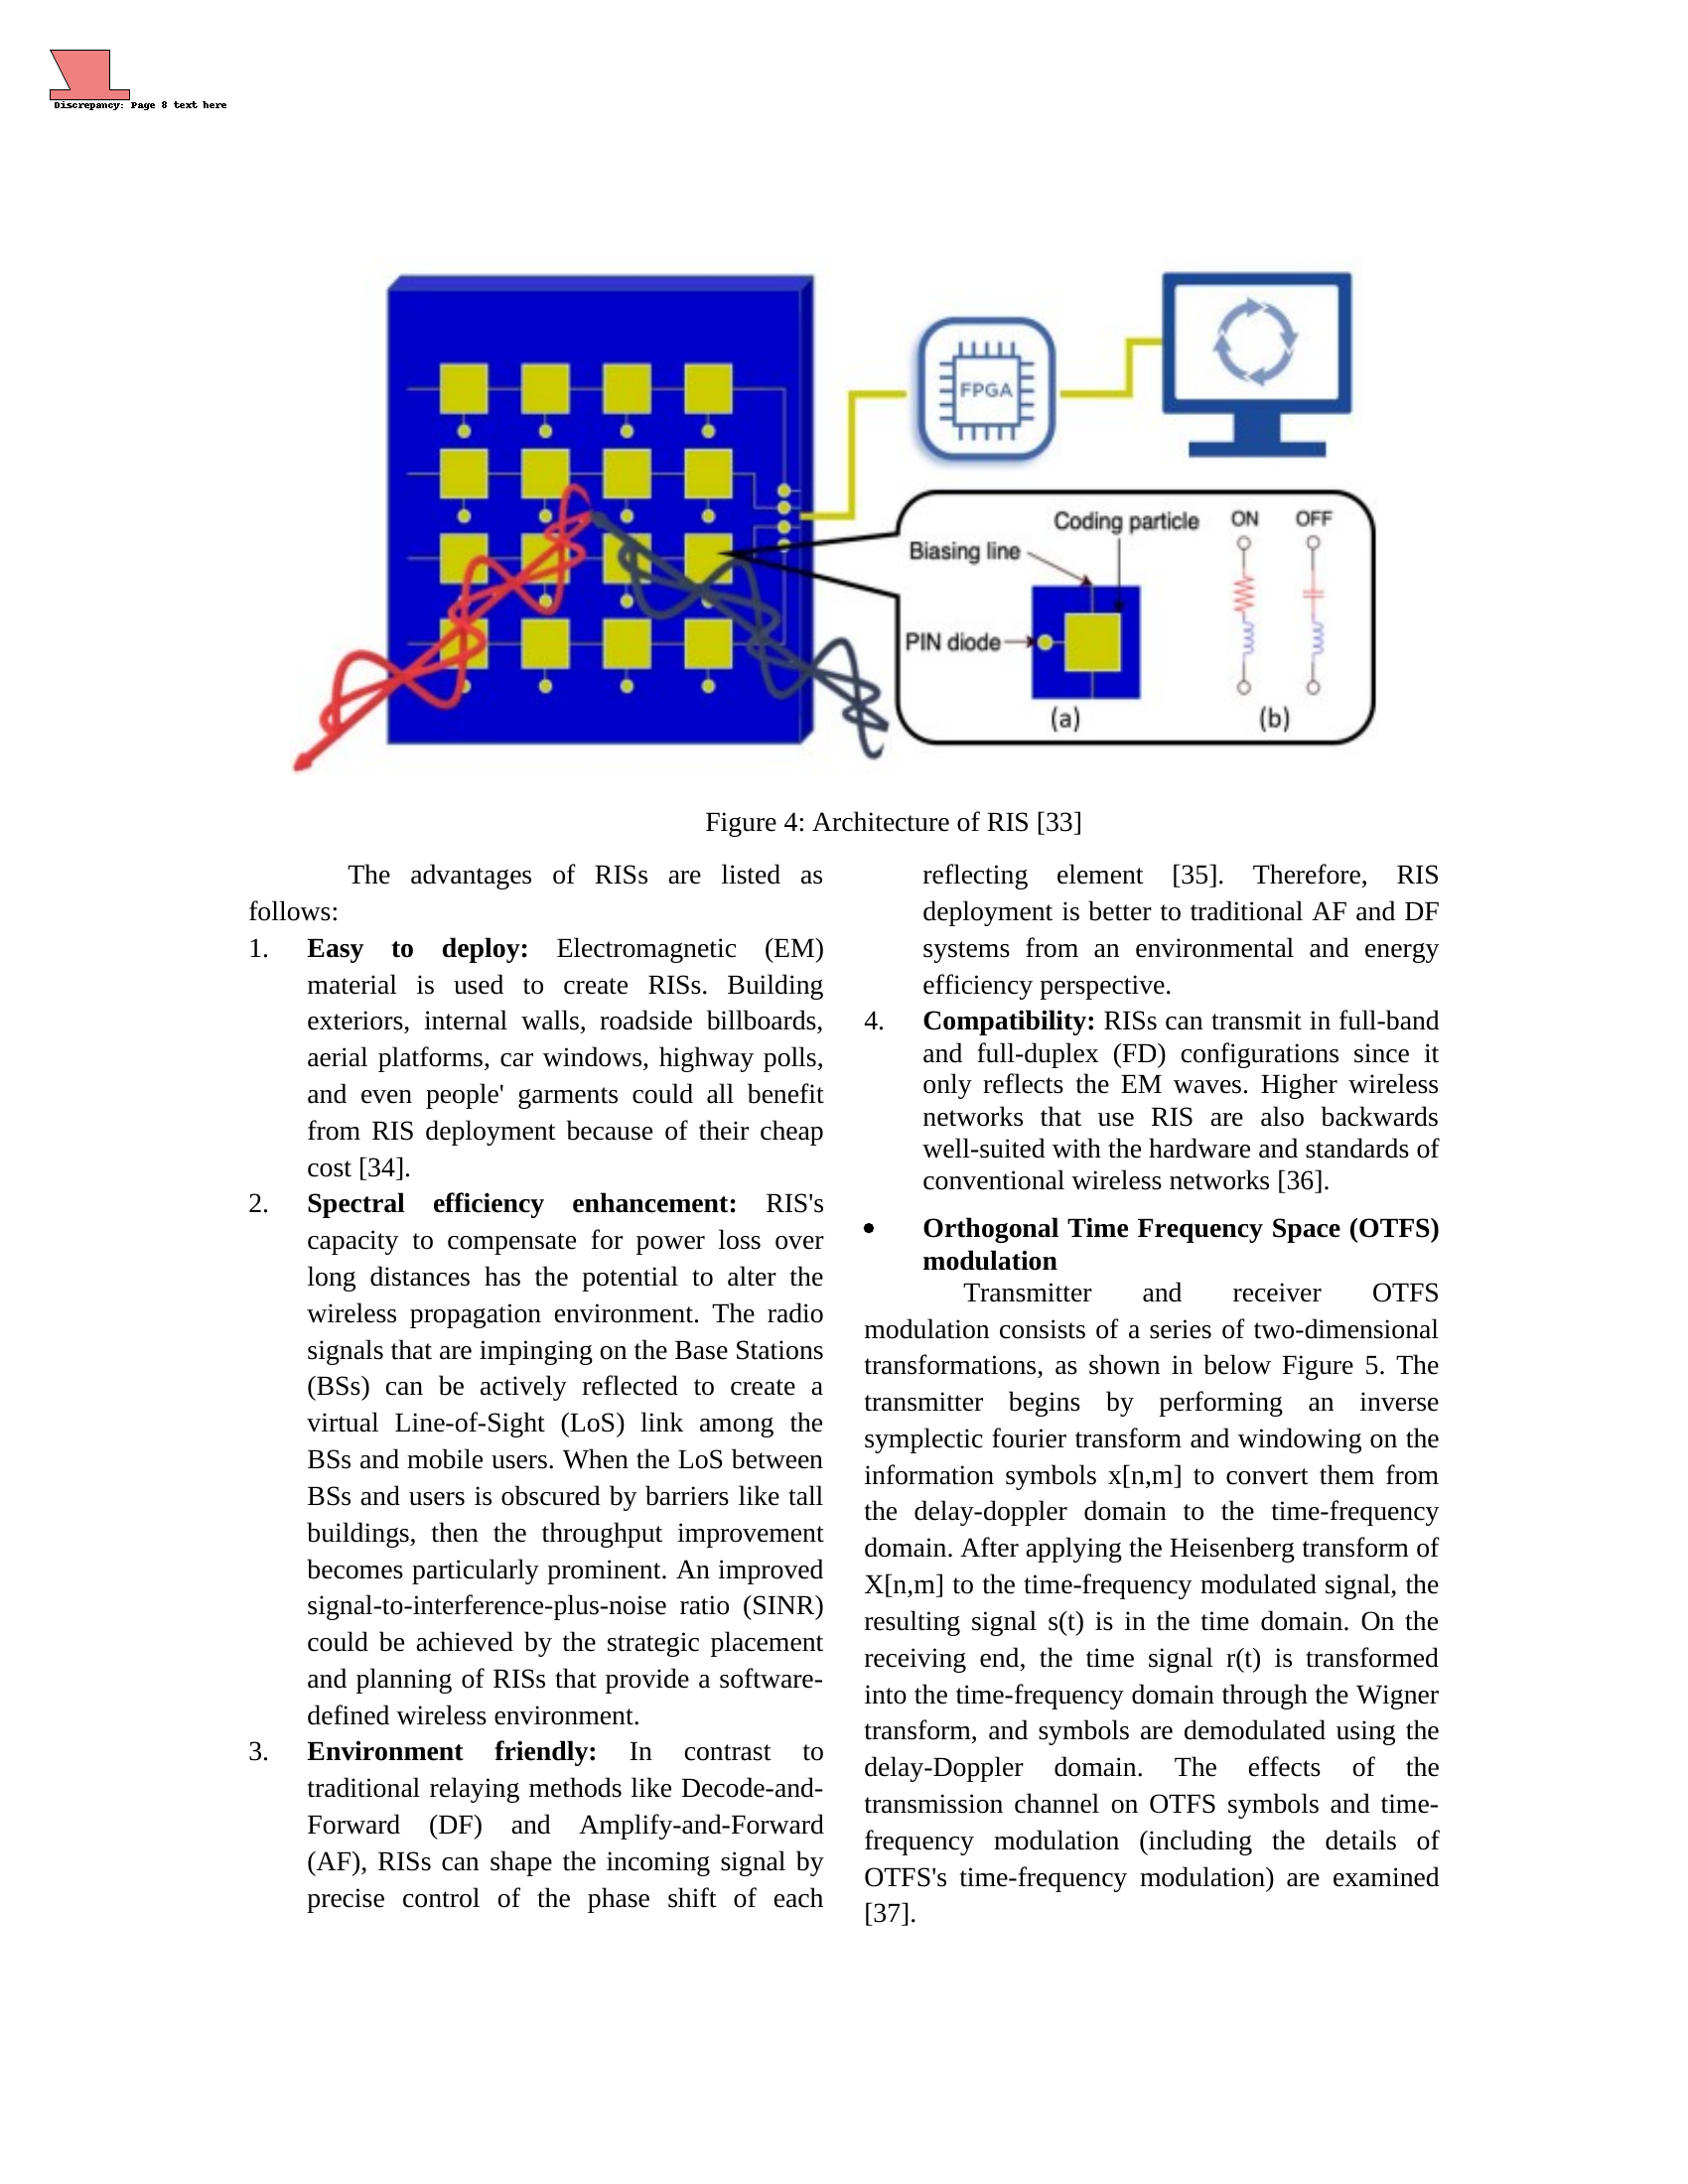 Discrepancy: Page 8 text here
FPGA
Coding particle
ON
OFF
Biasing line
PIN diode
(a)
(b)
Figure 4: Architecture of RIS [33]
The advantages of RISs are listed as
follows:
1. Easy to deploy: Electromagnetic (EM)
material is used to create RISs. Building
exteriors, internal walls, roadside billboards,
aerial platforms, car windows, highway polls,
and even people' garments could all benefit
from RIS deployment because of their cheap
cost [34].
2. Spectral efficiency enhancement: RIS's
capacity to compensate for power loss over
long distances has the potential to alter the
wireless propagation environment. The radio
signals that are impinging on the Base Stations
(BSs) can be actively reflected to create a
virtual Line-of-Sight (LoS) link among the
BSs and mobile users. When the LoS between
BSs and users is obscured by barriers like tall
buildings, then the throughput improvement
becomes particularly prominent. An improved
signal-to-interference-plus-noise ratio (SINR)
could be achieved by the strategic placement
and planning of RISs that provide a software-
defined wireless environment.
3. Environment friendly: In contrast to
traditional relaying methods like Decode-and-
Forward (DF) and Amplify-and-Forward
(AF), RISs can shape the incoming signal by
precise control of the phase shift of each
reflecting element [35]. Therefore, RIS
deployment is better to traditional AF and DF
systems from an environmental and energy
efficiency perspective.
4. Compatibility: RISs can transmit in full-band
and full-duplex (FD) configurations since it
only reflects the EM waves. Higher wireless
networks that use RIS are also backwards
well-suited with the hardware and standards of
conventional wireless networks [36].
• Orthogonal Time Frequency Space (OTFS)
modulation
Transmitter and receiver OTFS
modulation consists of a series of two-dimensional
transformations, as shown in below Figure 5. The
transmitter begins by performing an inverse
symplectic fourier transform and windowing on the
information symbols x[n,m] to convert them from
the delay-doppler domain to the time-frequency
domain. After applying the Heisenberg transform of
X[n,m] to the time-frequency modulated signal, the
resulting signal s(t) is in the time domain. On the
receiving end, the time signal r(t) is transformed
into the time-frequency domain through the Wigner
transform, and symbols are demodulated using the
delay-Doppler domain. The effects of the
transmission channel on OTFS symbols and time-
frequency modulation (including the details of
OTFS's time-frequency modulation) are examined
[37].